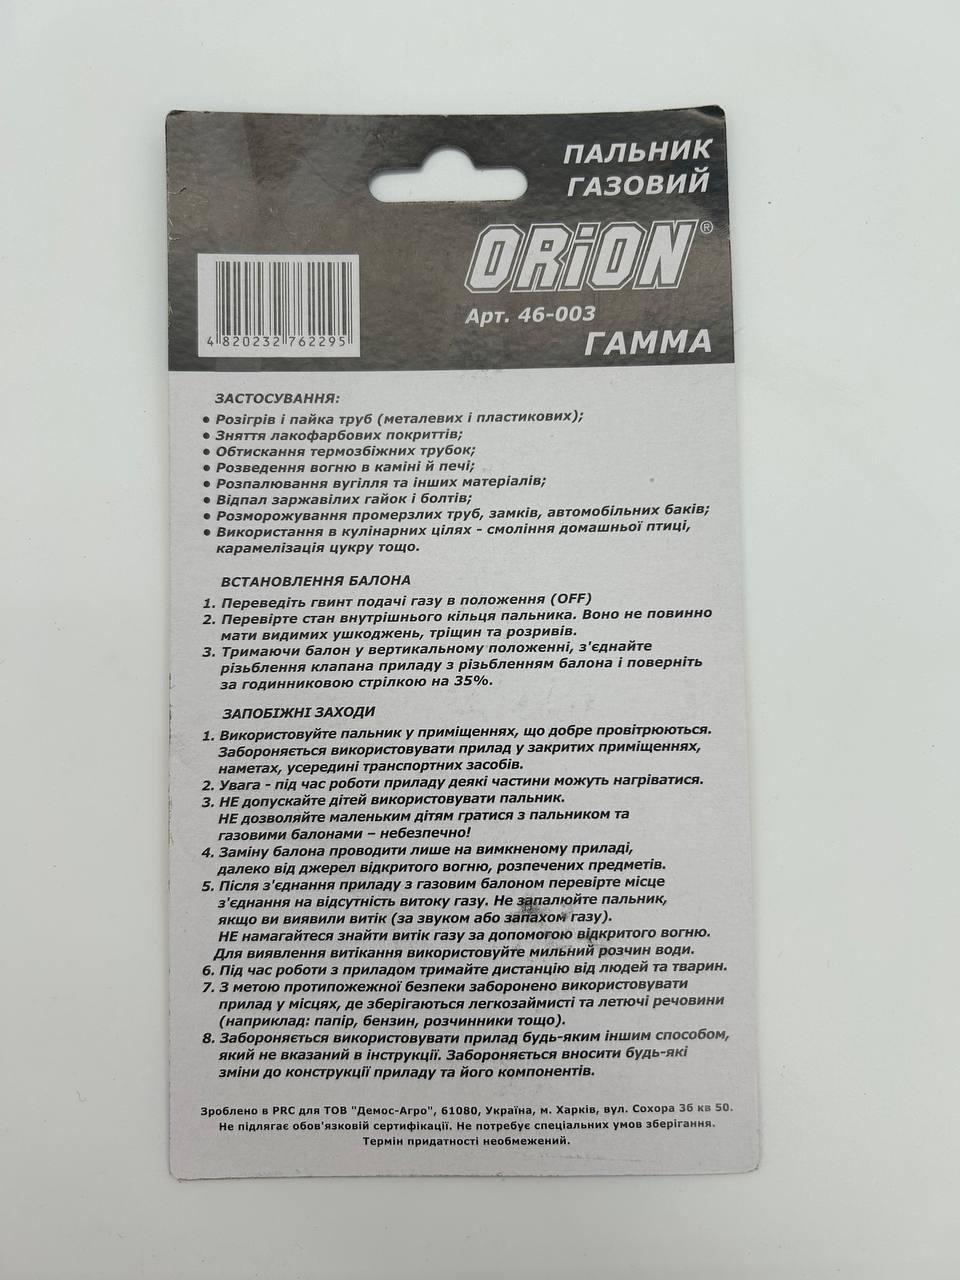 ПАЛЬНИК
ГАЗОВИЙ
ORiON®
Арт. 46-003
ГАММА
4 820232 762295
ЗАСТОСУВАННЯ:
• Розігрів і пайка труб (металевих і пластикових);
• Зняття лакофарбових покриттів;
• Обтискання термозбіжних трубок;
• Розведення вогню в каміні й печі;
• Розпалювання вугілля та інших матеріалів;
• Відпал заржавілих гайок і болтів;
• Розморожування промерзлих труб, замків, автомобільних баків;
• Використання в кулінарних цілях - смоління домашньої птиці,
карамелізація цукру тощо.
ВСТАНОВЛЕННЯ БАЛОНА
1. Переведіть гвинт подачі газу в положення (OFF)
2. Перевірте стан внутрішнього кільця пальника. Воно не повинно
мати видимих ушкоджень, тріщин та розривів.
3. Тримаючи балон у вертикальному положенні, з'єднайте
різьблення клапана приладу з різьбленням балона і поверніть
за годинниковою стрілкою на 35%.
ЗАПОБІЖНІ ЗАХОДИ
1. Використовуйте пальник у приміщеннях, що добре провітрюються.
Забороняється використовувати прилад у закритих приміщеннях,
наметах, усередині транспортних засобів.
2. Увага - під час роботи приладу деякі частини можуть нагріватися.
3. НЕ допускайте дітей використовувати пальник.
НЕ дозволяйте маленьким дітям гратися з пальником та
газовими балонами – небезпечно!
4. Заміну балона проводити лише на вимкненому приладі,
далеко від джерел відкритого вогню, розпечених предметів.
5. Після з'єднання приладу з газовим балоном перевірте місце
з'єднання на відсутність витоку газу. Не запалюйте пальник,
якщо ви виявили витік (за звуком або запахом газу).
НЕ намагайтеся знайти витік газу за допомогою відкритого вогню.
Для виявлення витікання використовуйте мильний розчин води.
6. Під час роботи з приладом тримайте дистанцію від людей та тварин.
7. З метою протипожежної безпеки заборонено використовувати
прилад у місцях, де зберігаються легкозаймисті та летючі речовини
(наприклад: папір, бензин, розчинники тощо).
8. Забороняється використовувати прилад будь-яким іншим способом,
який не вказаний в інструкції. Забороняється вносити будь-які
зміни до конструкції приладу та його компонентів.
Зроблено в PRC для ТОВ "Демос-Агро", 61080, Україна, м. Харків, вул. Сохора 3б кв 50.
Не підлягає обов'язковій сертифікації. Не потребує спеціальних умов зберігання.
Термін придатності необмежений.